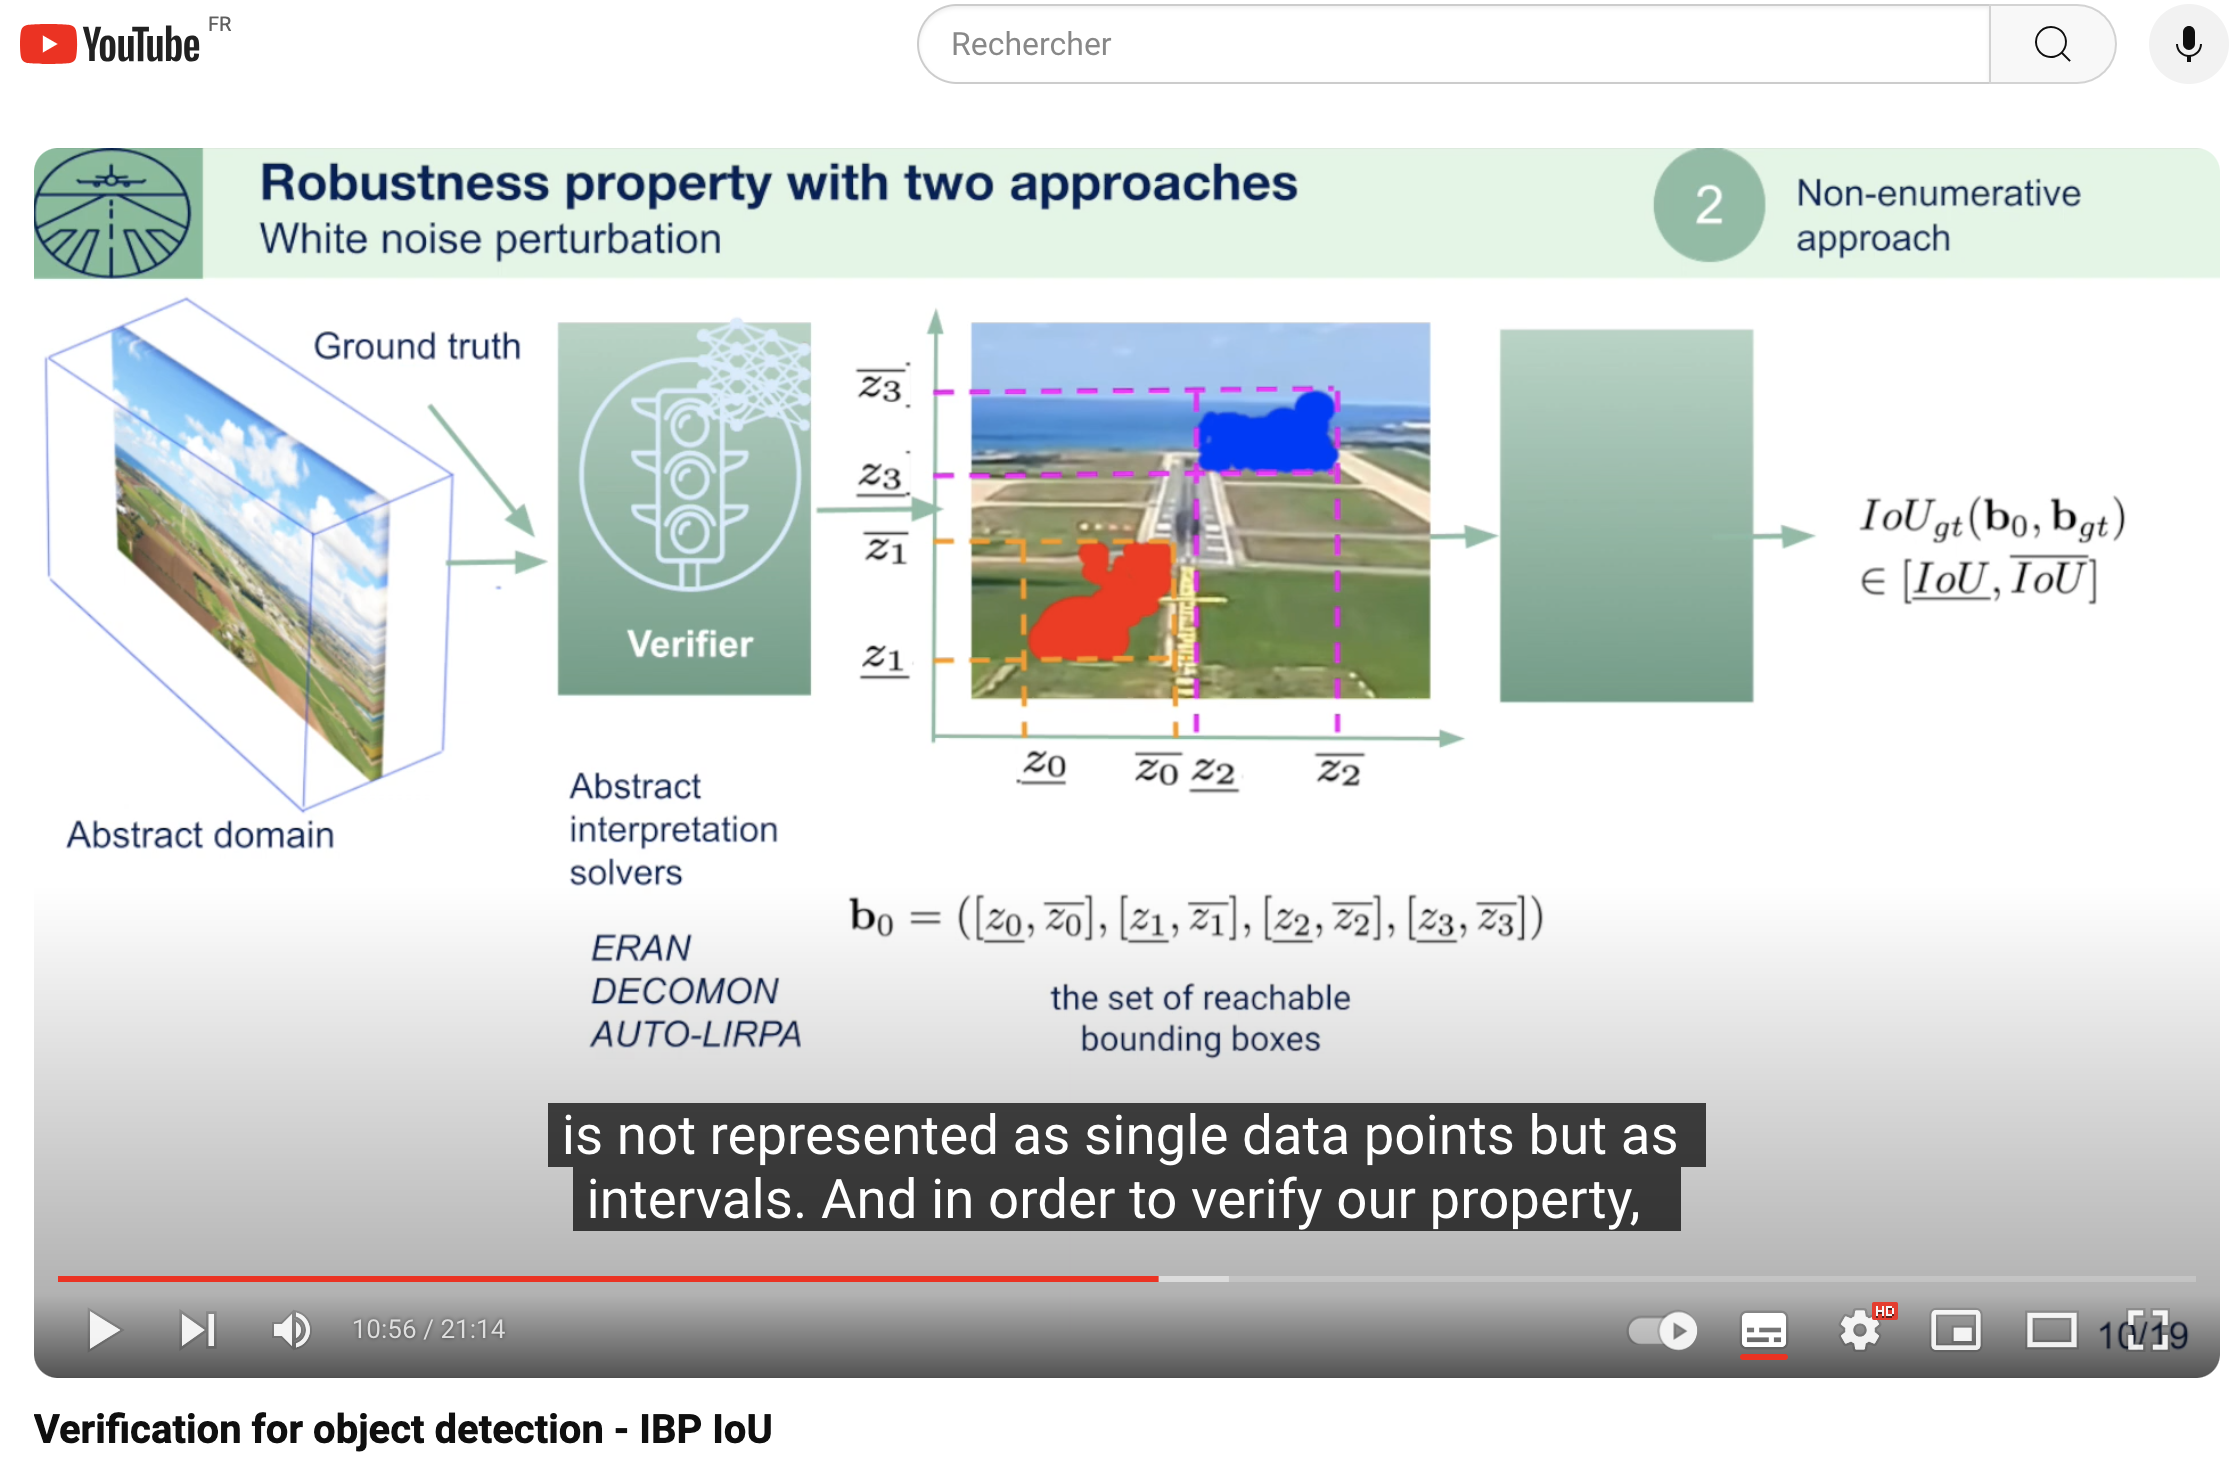 YouTube FR
Rechercher
Robustness property with two approaches
White noise perturbation
2
Non-enumerative
approach
Ground truth
Verifier
Abstract domain
Abstract
interpretation
solvers
ERAN
DECOMON
AUTO-LIRPA
$\overline{z_3}$
$\underline{z_3}$
$\overline{z_1}$
$\underline{z_1}$
$\underline{z_0}$ $\overline{z_0}$ $\underline{z_2}$ $\overline{z_2}$
$\mathbf{b}_0 = ([\underline{z_0}, \overline{z_0}], [\underline{z_1}, \overline{z_1}], [\underline{z_2}, \overline{z_2}], [\underline{z_3}, \overline{z_3}])$
the set of reachable
bounding boxes
$IoU_{gt}(\mathbf{b}_0, \mathbf{b}_{gt})$
$\in [\underline{IoU}, \overline{IoU}]$
is not represented as single data points but as
intervals. And in order to verify our property,
10:56 / 21:14
HD
10/19
Verification for object detection - IBP IoU